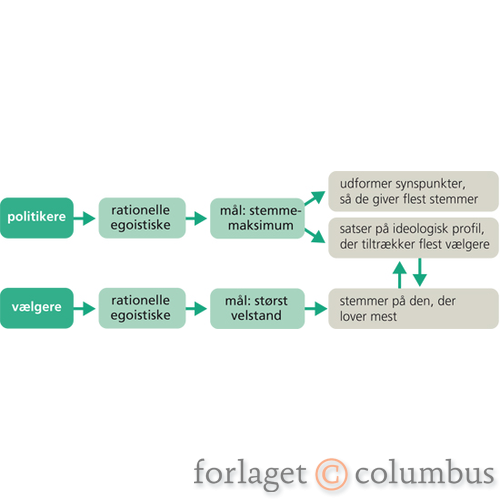 politikere
rationelle
egoistiske
mål: stemme-
maksimum
udformer synspunkter,
så de giver flest stemmer
satser på ideologisk profil,
der tiltrækker flest vælgere
vælgere
rationelle
egoistiske
mål: størst
velstand
stemmer på den, der
lover mest
forlaget © columbus